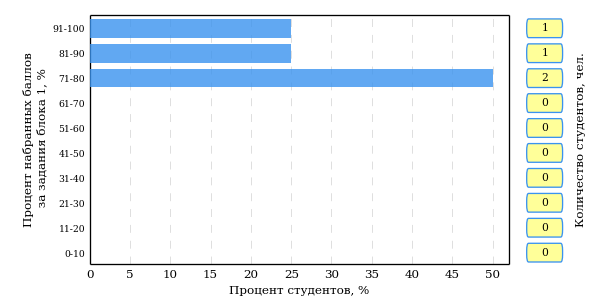 Процент набранных баллов
за задания блока 1, %
91-100 1
81-90 1
71-80 2
61-70 0
51-60 0
41-50 0
31-40 0
21-30 0
11-20 0
0-10 0
0 5 10 15 20 25 30 35 40 45 50
Процент студентов, %
Количество студентов, чел.